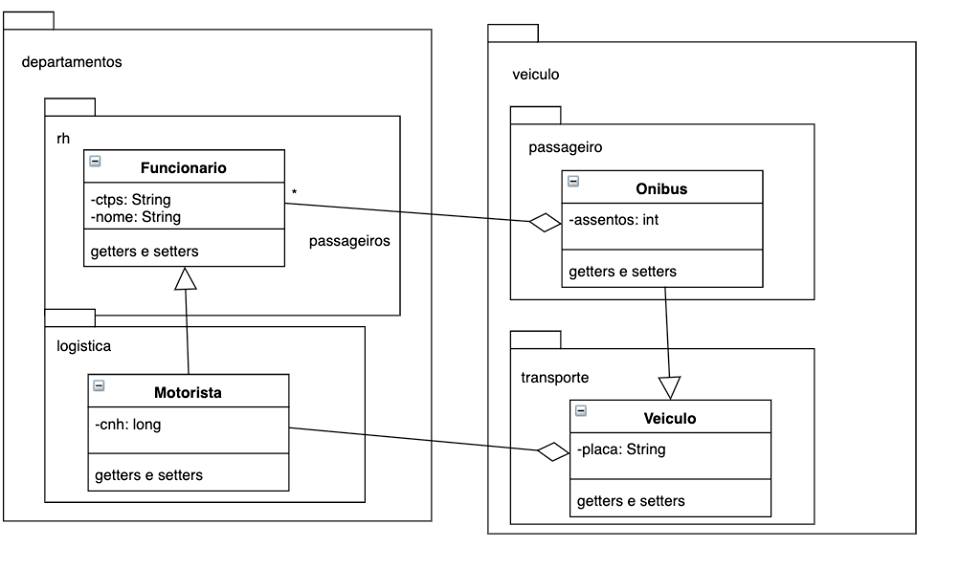 departamentos
rh
Funcionario
-ctps: String
-nome: String
getters e setters
*
passageiros
logistica
Motorista
-cnh: long
getters e setters
veiculo
passageiro
Onibus
-assentos: int
getters e setters
transporte
Veiculo
-placa: String
getters e setters